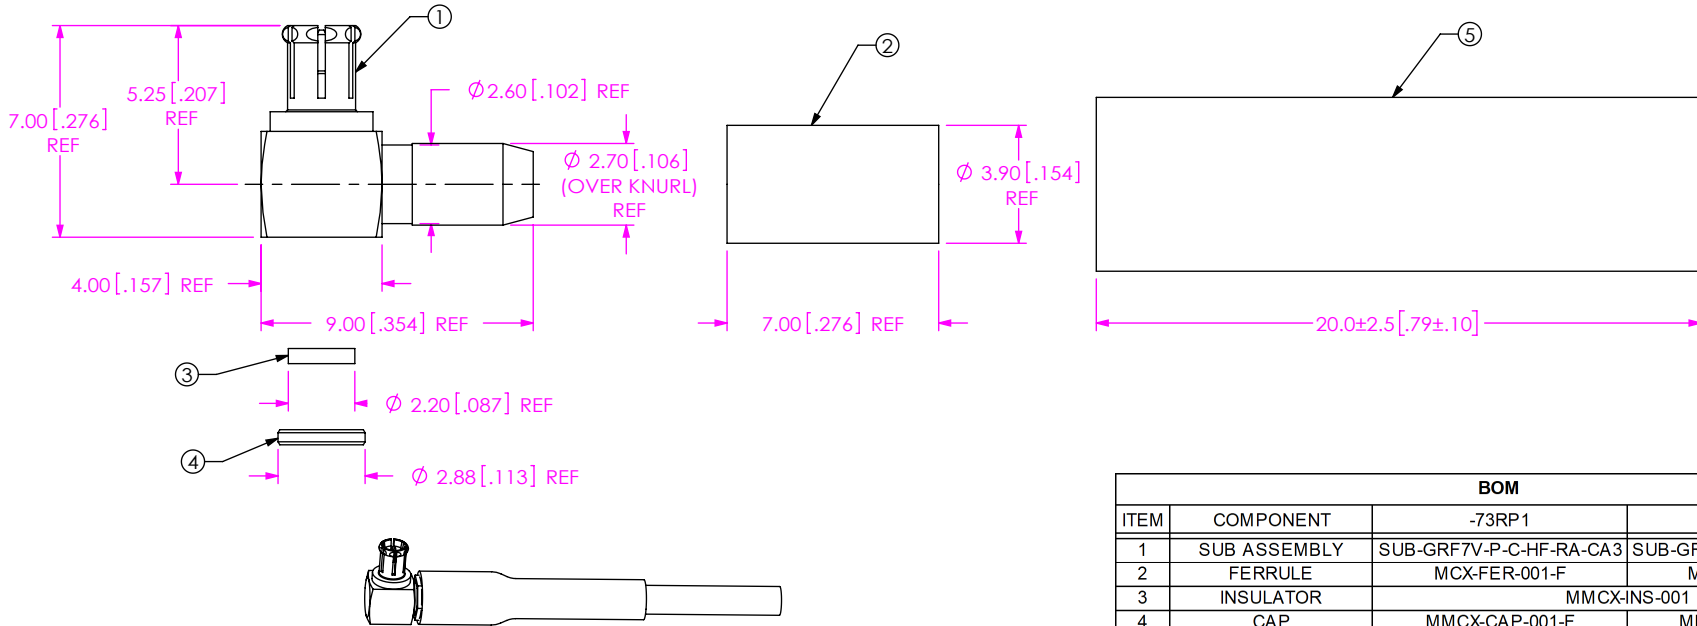 1
2
5
5.25 [.207]
REF
7.00 [.276]
REF
Ø2.60 [.102] REF
Ø 2.70 [.106]
(OVER KNURL)
REF
Ø 3.90 [.154]
REF
4.00 [.157] REF
9.00 [.354] REF
7.00 [.276] REF
20.0±2.5 [.79±.10]
3
Ø 2.20 [.087] REF
4
Ø 2.88 [.113] REF
BOM
ITEM COMPONENT -73RP1
1 SUB ASSEMBLY SUB-GRF7V-P-C-HF-RA-CA3
2 FERRULE MCX-FER-001-F
3 INSULATOR MMCX-INS-001
4 CAP MMCX-CAP-001-F